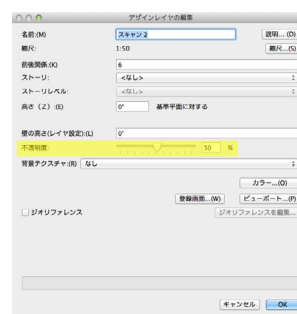 デザインレイヤの編集
名前:(M) スキャン 2 説明... (D)
縮尺: 1:50 縮尺...(S)
前後関係:(K) 6
ストーリ: <なし>
ストーリレベル: <なし>
高さ (Z) :(E) 0" 基準平面に対する
壁の高さ(レイヤ設定):(L) 0"
不透明度: 50 %
背景テクスチャ:(R) なし
カラー...(O)
登録画面...(W) ビューポート...(P)
ジオリファレンス ジオリファレンスを編集...
キャンセル OK